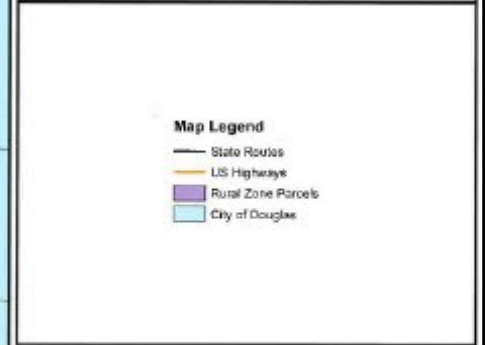 Map Legend
State Routes
US Highways
Rural Zone Parcels
City of Douglas